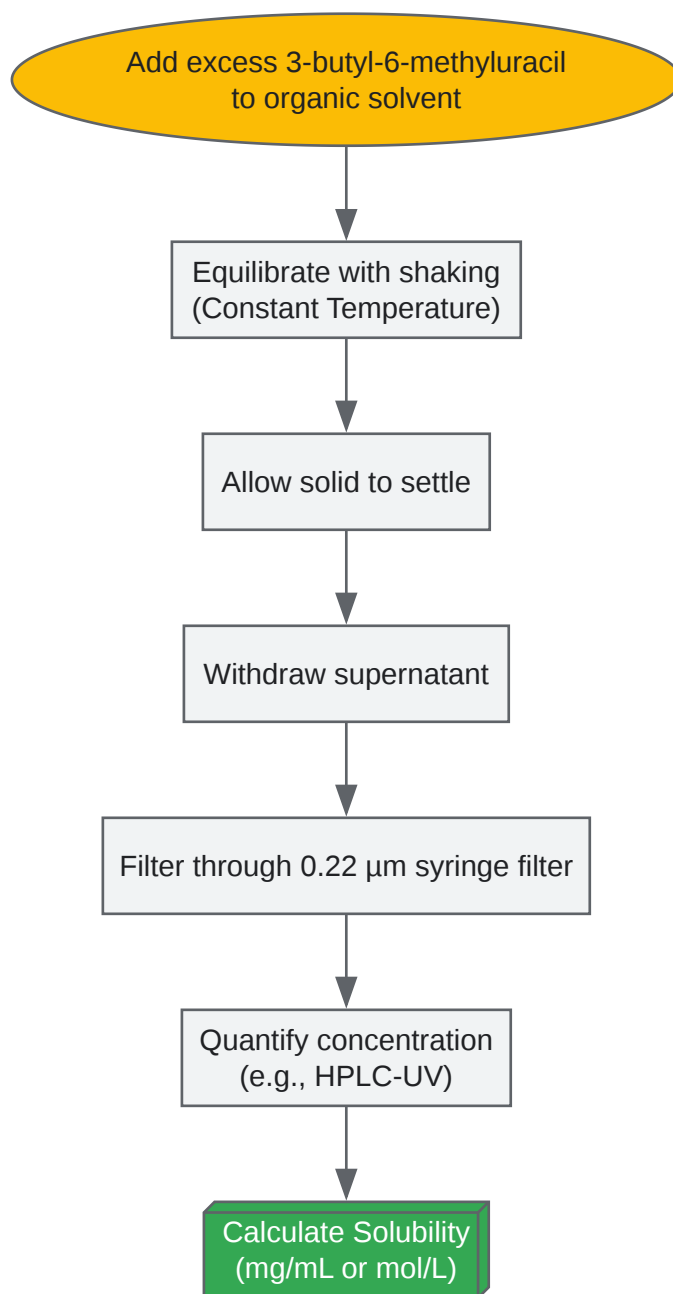 Add excess 3-butyl-6-methyluracil
to organic solvent
Equilibrate with shaking
(Constant Temperature)
Allow solid to settle
Withdraw supernatant
Filter through 0.22 µm syringe filter
Quantify concentration
(e.g., HPLC-UV)
Calculate Solubility
(mg/mL or mol/L)